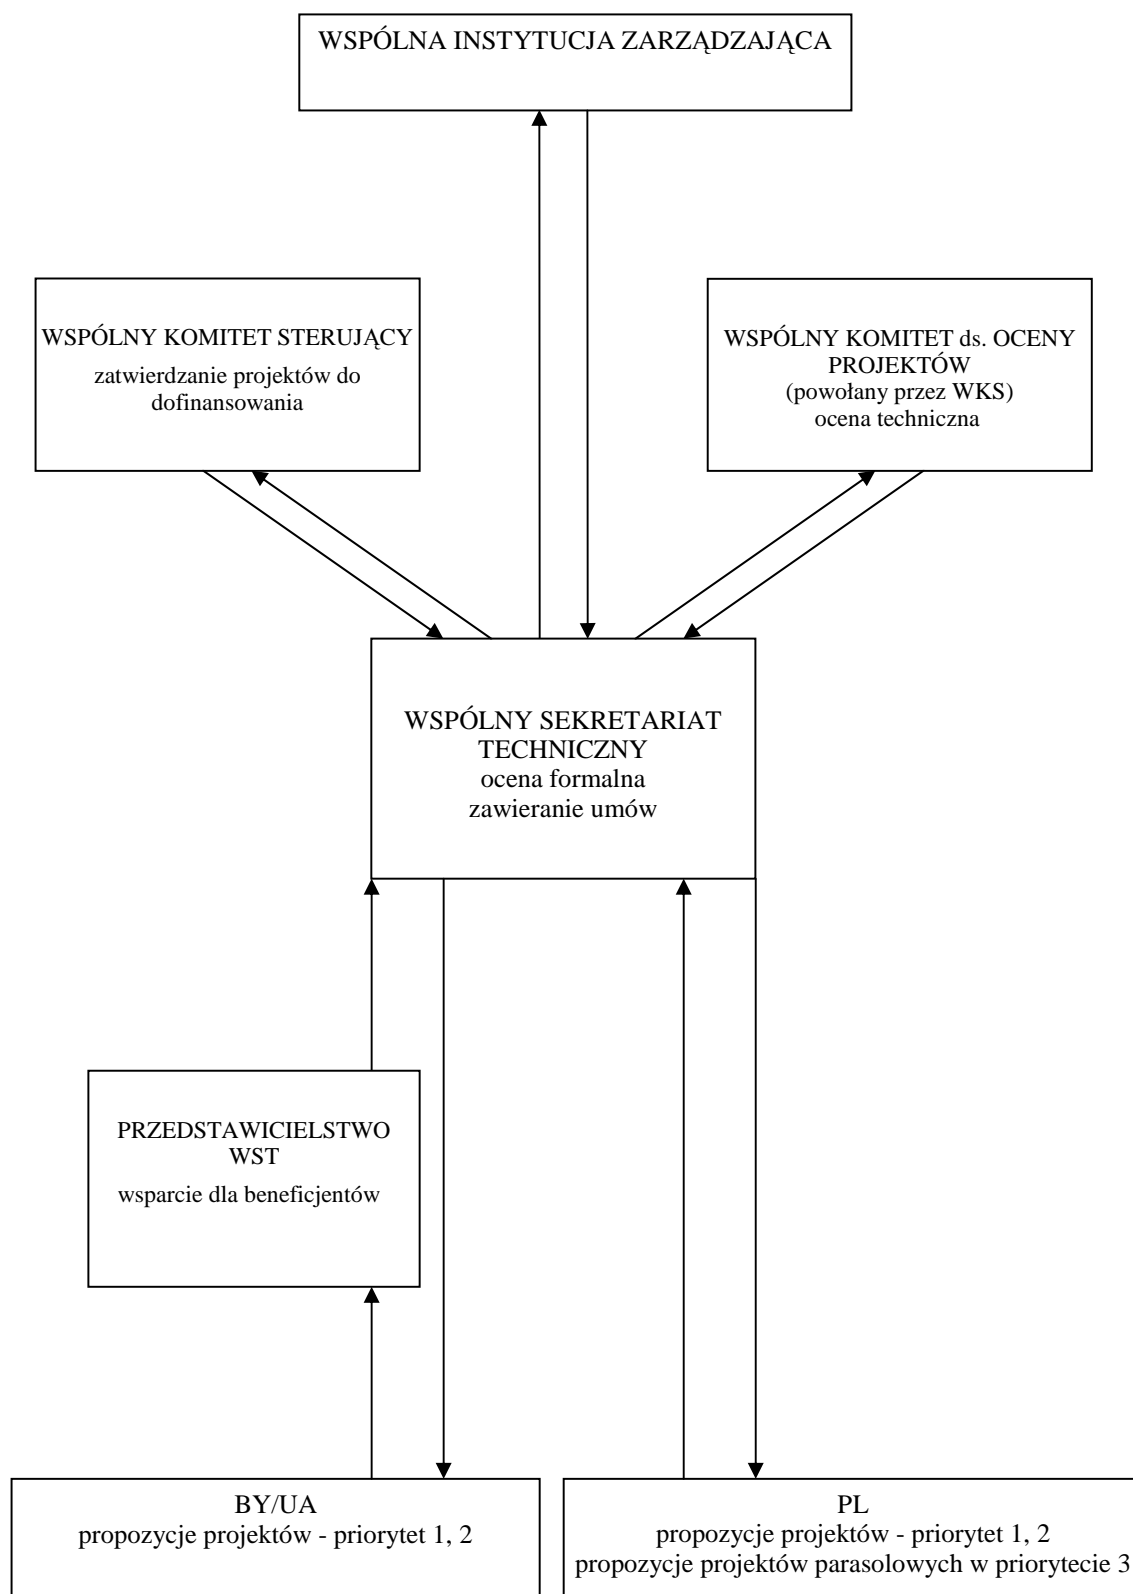 WSPÓLNA INSTYTUCJA ZARZĄDZAJĄCA
WSPÓLNY KOMITET STERUJĄCY
zatwierdzanie projektów do
dofinansowania
WSPÓLNY KOMITET ds. OCENY
PROJEKTÓW
(powołany przez WKS)
ocena techniczna
WSPÓLNY SEKRETARIAT
TECHNICZNY
ocena formalna
zawieranie umów
PRZEDSTAWICIELSTWO
WST
wsparcie dla beneficjentów
BY/UA
propozycje projektów - priorytet 1, 2
PL
propozycje projektów - priorytet 1, 2
propozycje projektów parasolowych w priorytecie 3